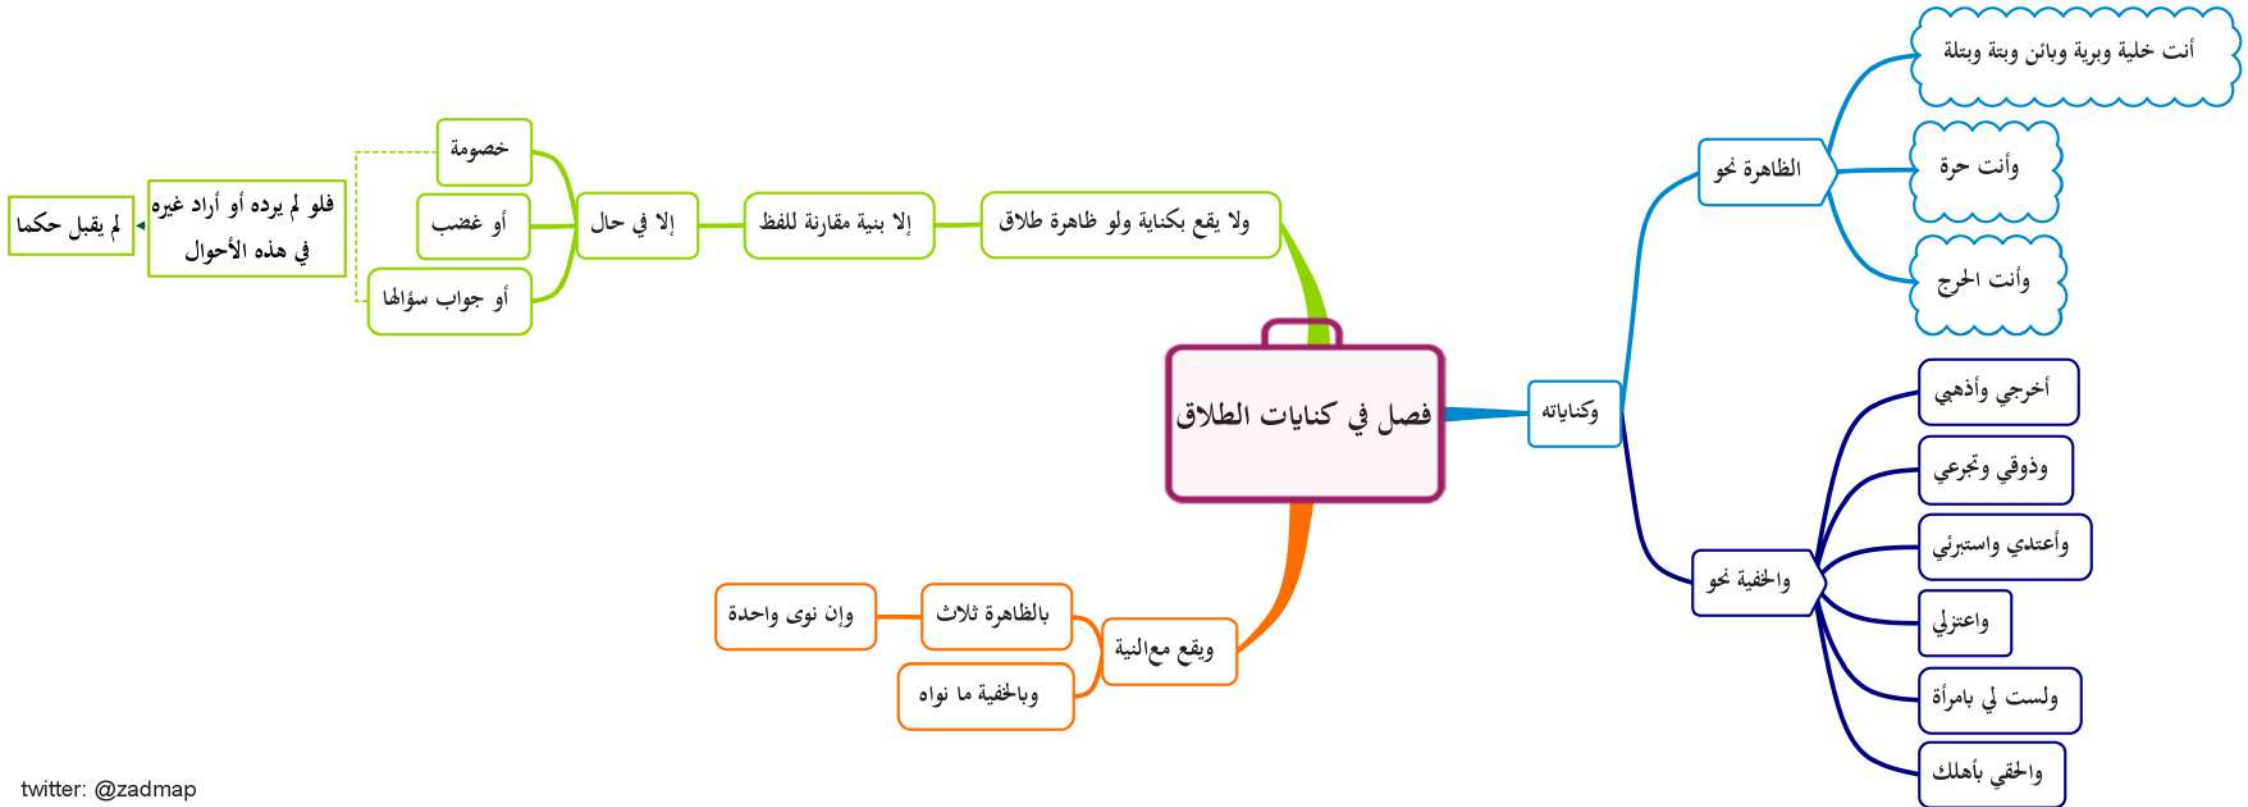 فصل في كنايات الطلاق
وكناياته
الظاهرة نحو
أنت خلية وبرية وبائن وبتة وبتلة
وأنت حرة
وأنت الحرج
والخفية نحو
أخرجي وأذهبي
وذوقي وتجرعي
وأعتدي واستبرئي
واعتزلي
ولست لي بامرأة
والحقي بأهلك
ولا يقع بكناية ولو ظاهرة طلاق
إلا بنية مقارنة للفظ
إلا في حال
خصومة
أو غضب
أو جواب سؤالها
فلو لم يرده أو أراد غيره
في هذه الأحوال
لم يقبل حكما
ويقع مع النية
بالظاهرة ثلاث
وإن نوى واحدة
وبالخفية ما نواه
twitter: @zadmap